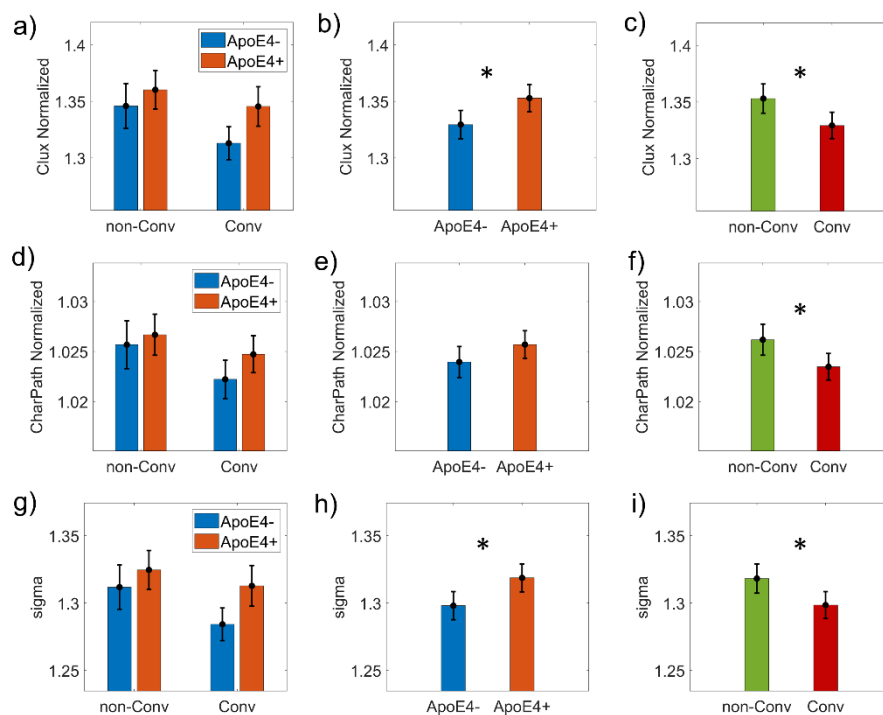 a)
1.4
1.35
1.3
Clux Normalized
ApoE4-
ApoE4+
non-Conv Conv
b)
1.4
1.35
1.3
Clux Normalized
*
ApoE4- ApoE4+
c)
1.4
1.35
1.3
Clux Normalized
*
non-Conv Conv
d)
1.03
1.025
1.02
CharPath Normalized
ApoE4-
ApoE4+
non-Conv Conv
e)
1.03
1.025
1.02
CharPath Normalized
ApoE4- ApoE4+
f)
1.03
1.025
1.02
CharPath Normalized
*
non-Conv Conv
g)
1.35
1.3
1.25
sigma
ApoE4-
ApoE4+
non-Conv Conv
h)
1.35
1.3
1.25
sigma
*
ApoE4- ApoE4+
i)
1.35
1.3
1.25
sigma
*
non-Conv Conv